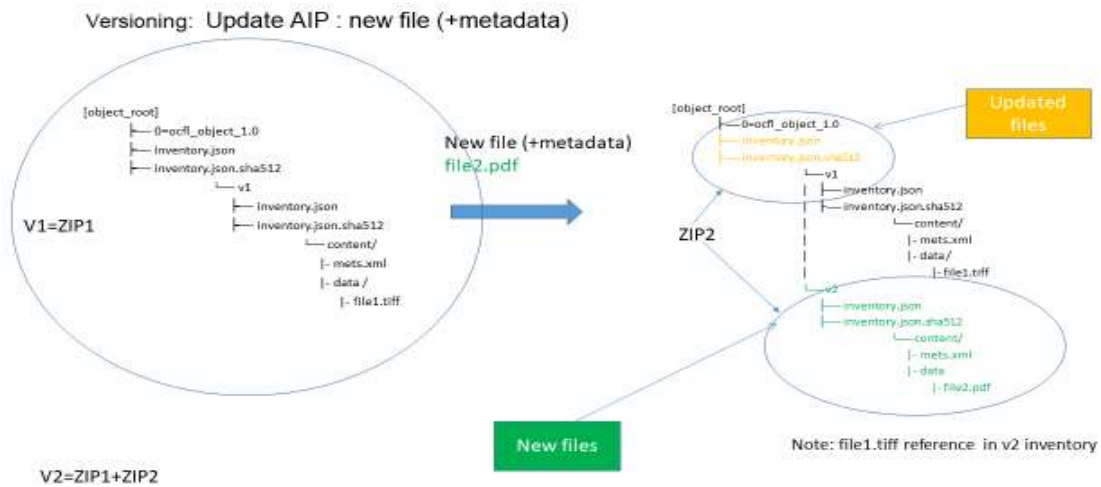 Versioning: Update AIP : new file (+metadata)
[object_root]
0=ocfl_object_1.0
inventory.json
inventory.json.sha512
v1
inventory.json
inventory.json.sha512
content/
mets.xml
data /
file1.tiff
V1=ZIP1
New file (+metadata)
file2.pdf
[object_root]
0=ocfl_object_1.0
inventory.json
inventory.json.sha512
v1
inventory.json
inventory.json.sha512
content/
mets.xml
data /
file1.tiff
v2
inventory.json
inventory.json.sha512
content/
mets.xml
data
file2.pdf
Updated
files
ZIP2
New files
Note: file1.tiff reference in v2 inventory
V2=ZIP1+ZIP2